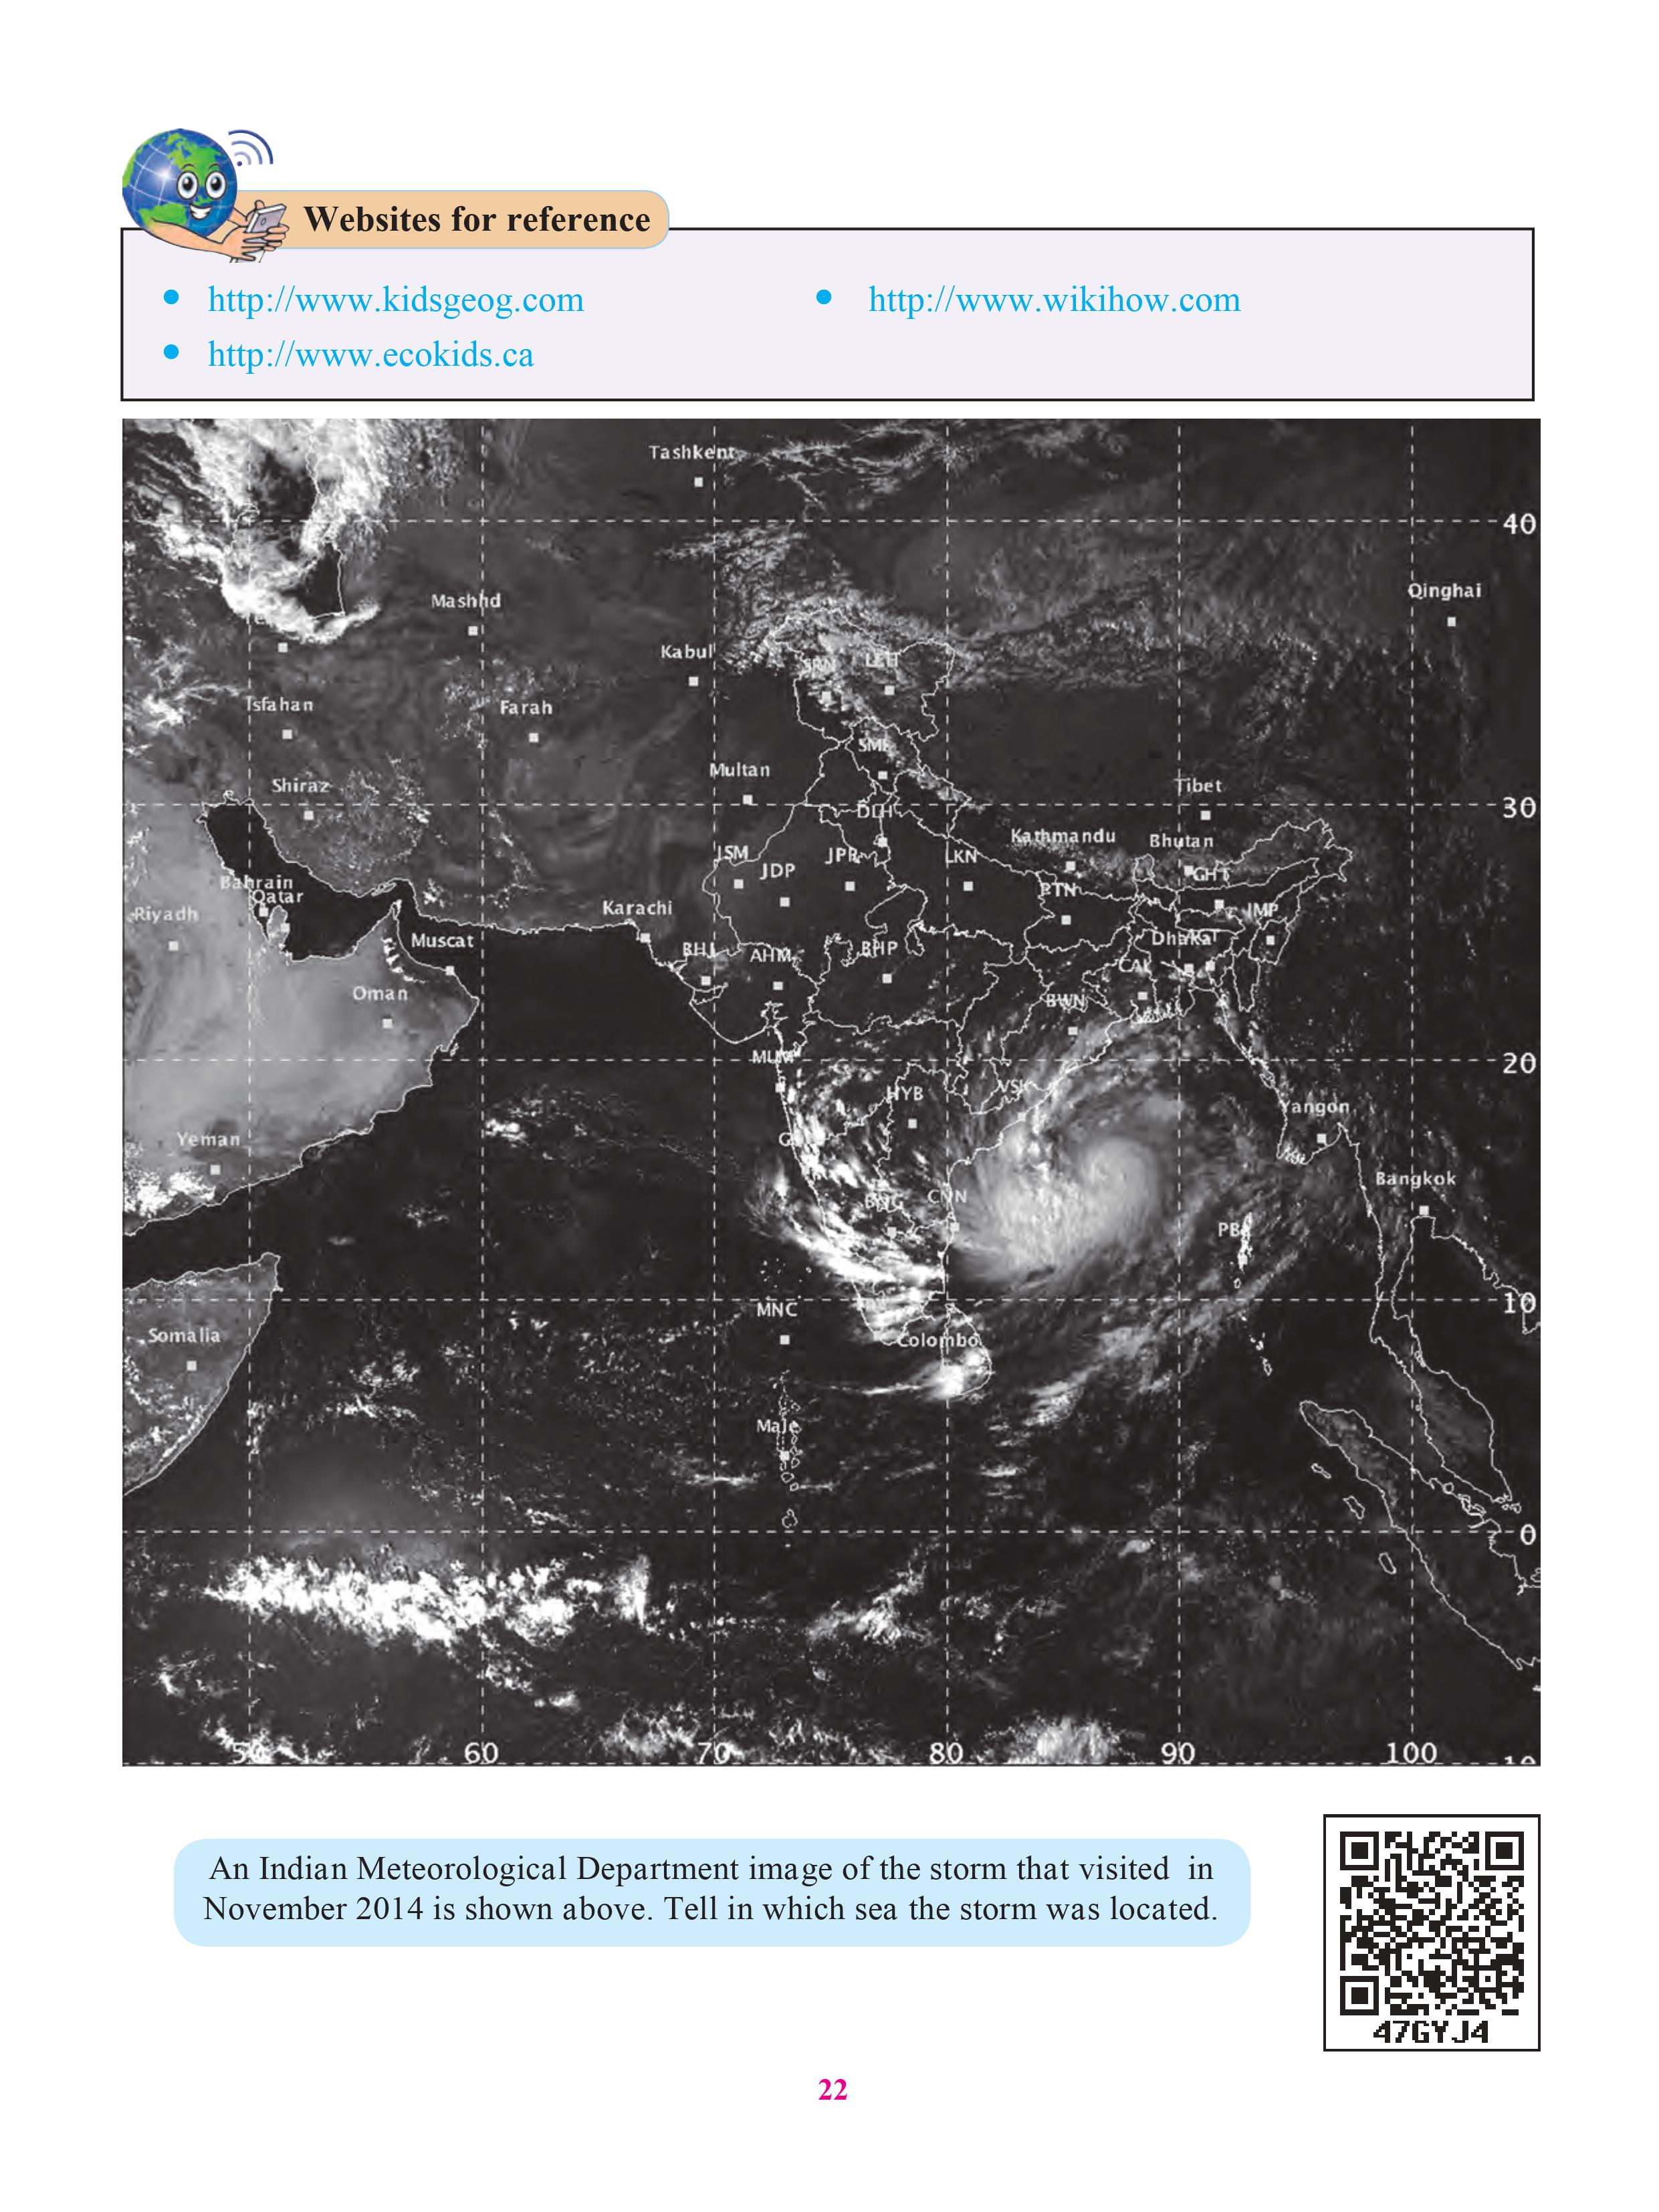 Websites for reference
• http://www.kidsgeog.com • http://www.wikihow.com
• http://www.ecokids.ca
Tashkent
40
Qinghai
Mashhd
Kabul
SRN LEH
Isfahan Farah
SML
Multan
Shiraz Tibet
30
DLH
Kathmandu Bhutan
JSM JPR LKN
JDP GHT
Bahrain PTN
Qatar
Riyadh Karachi IMP
Muscat Dhaka
BHJ AHM BHP
CAK
Oman BWN
MUM 20
VSK
HYB
Yangon
Yeman
Bangkok
BNG CNN
PB
MNC 10
Somalia Colombo
Male
0
50 60 70 80 90 100 10
An Indian Meteorological Department image of the storm that visited in
November 2014 is shown above. Tell in which sea the storm was located.
47GYJ4
22